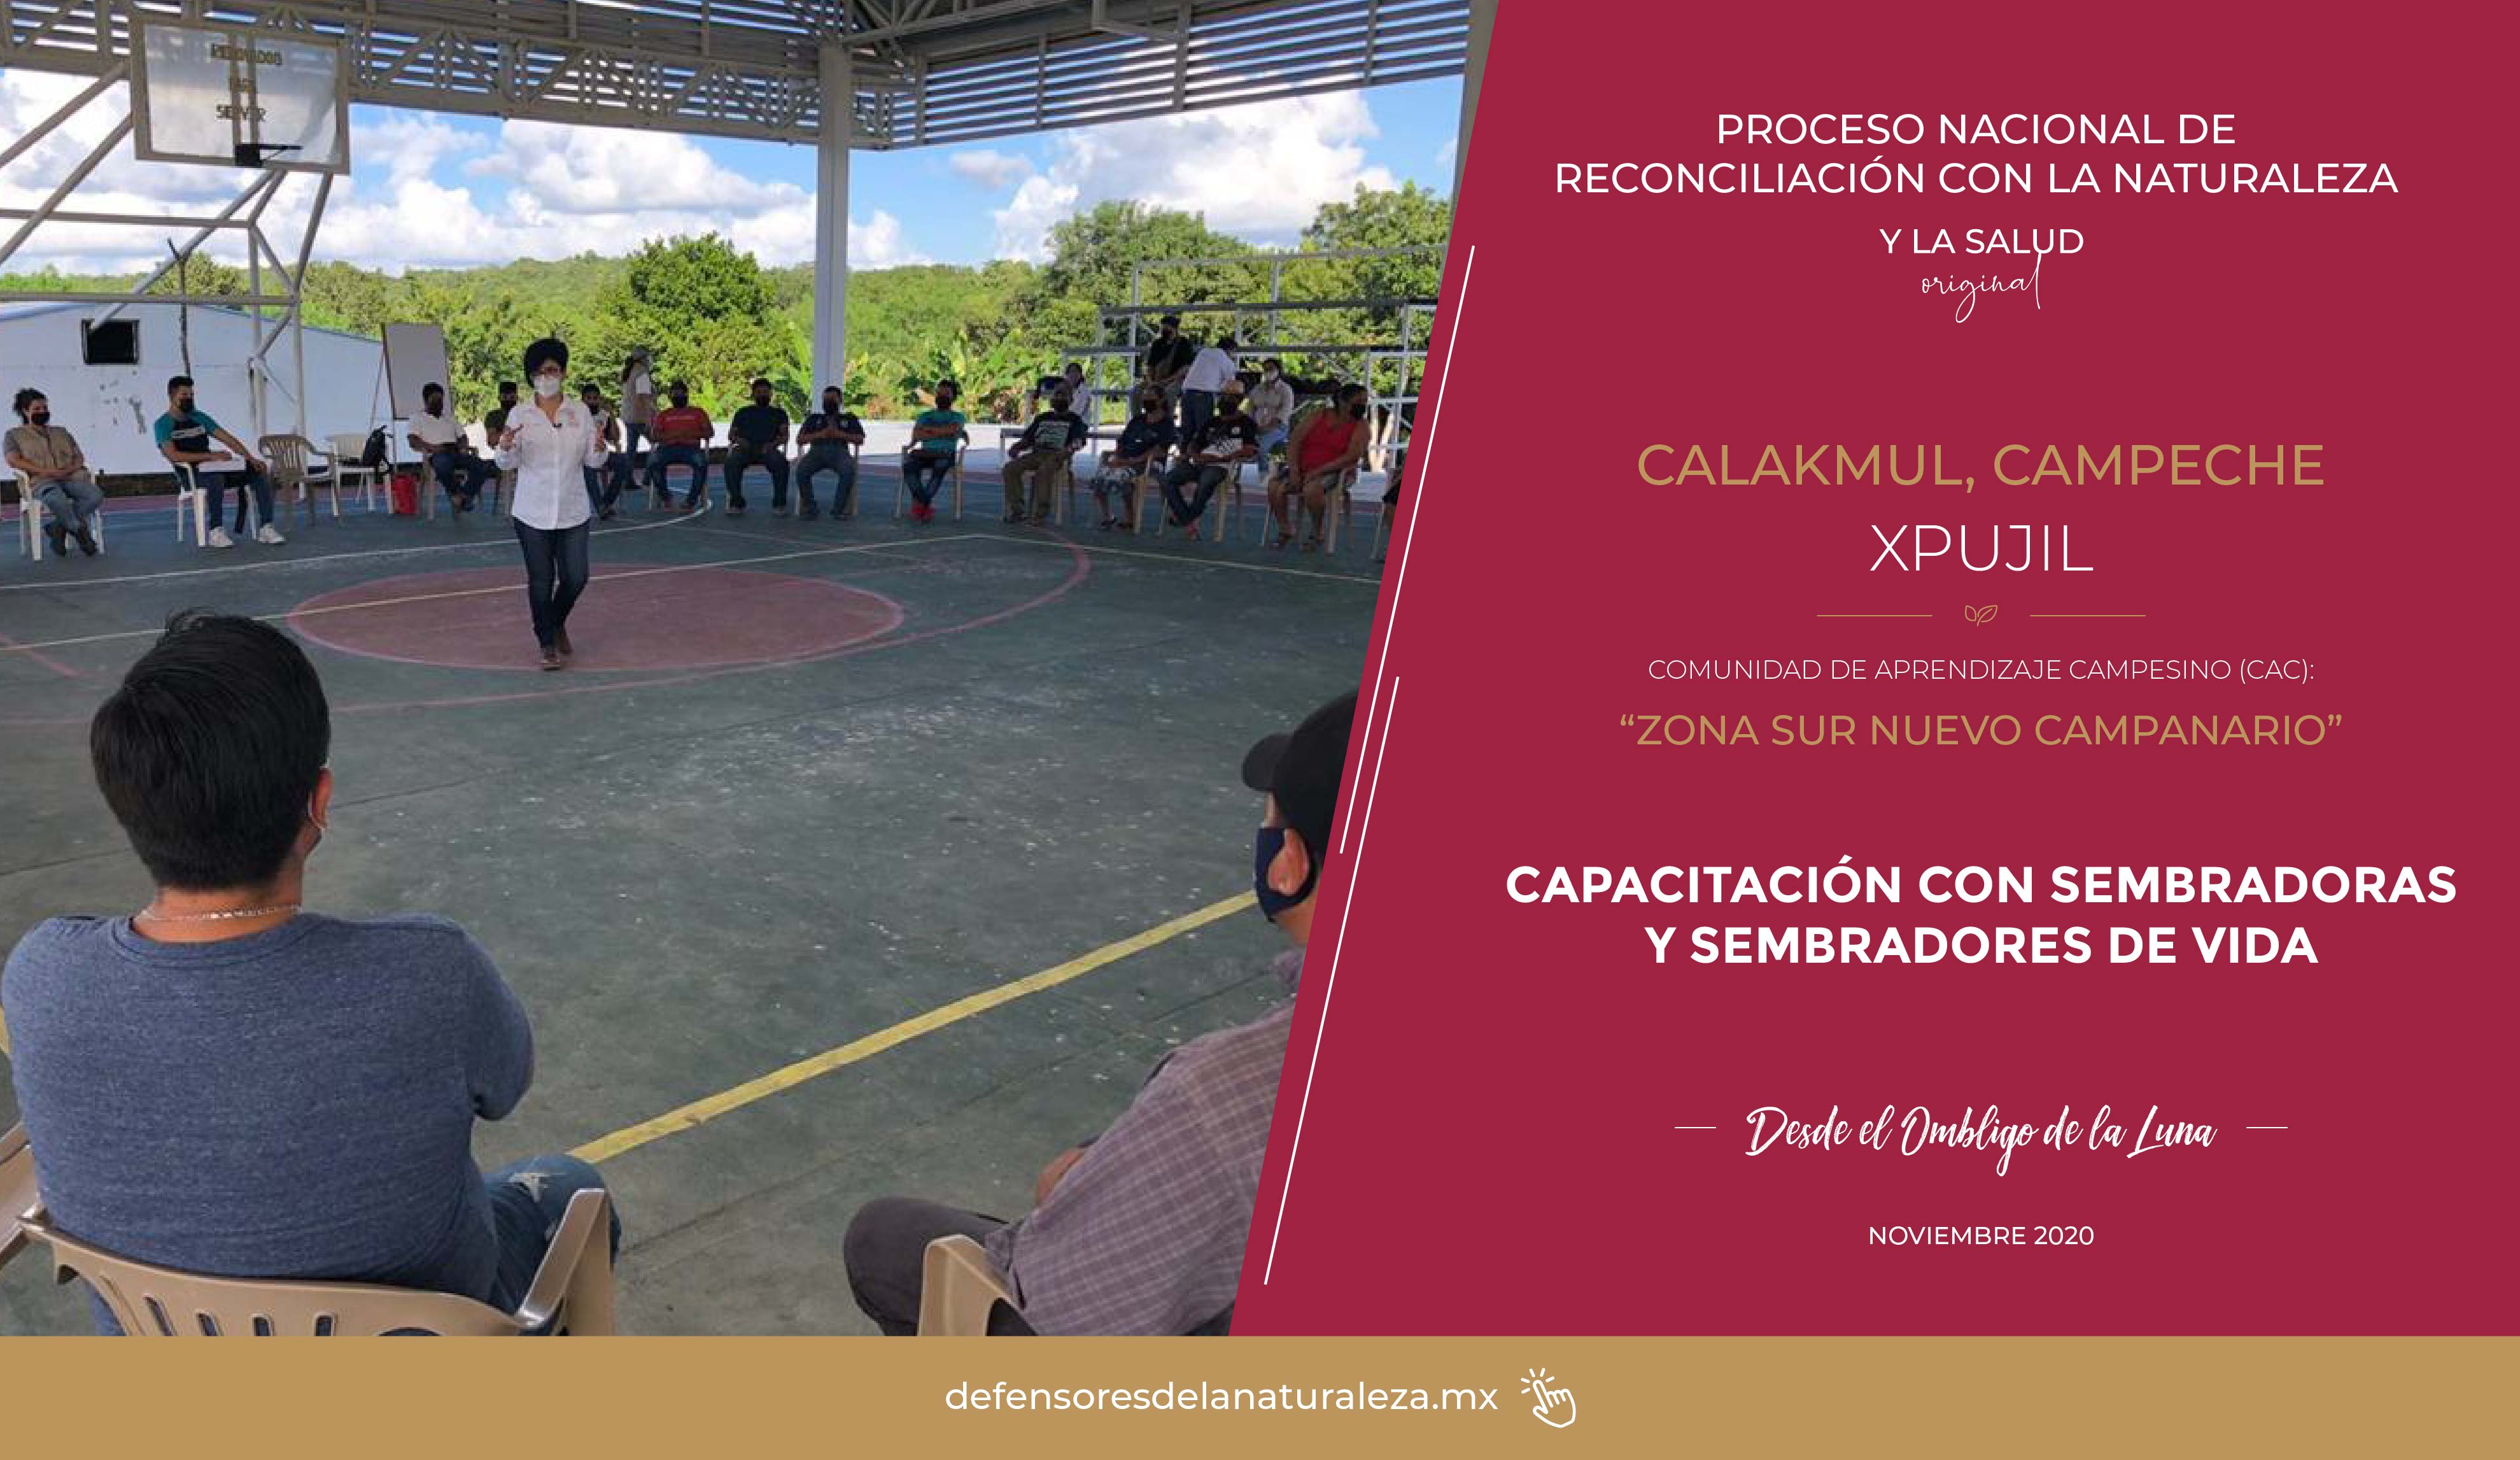 PROCESO NACIONAL DE
RECONCILIACIÓN CON LA NATURALEZA
Y LA SALUD
original
CALAKMUL, CAMPECHE
XPUJIL
COMUNIDAD DE APRENDIZAJE CAMPESINO (CAC):
“ZONA SUR NUEVO CAMPANARIO”
CAPACITACIÓN CON SEMBRADORAS
Y SEMBRADORES DE VIDA
Desde el Ombligo de la Luna
NOVIEMBRE 2020
defensoresdelanaturaleza.mx